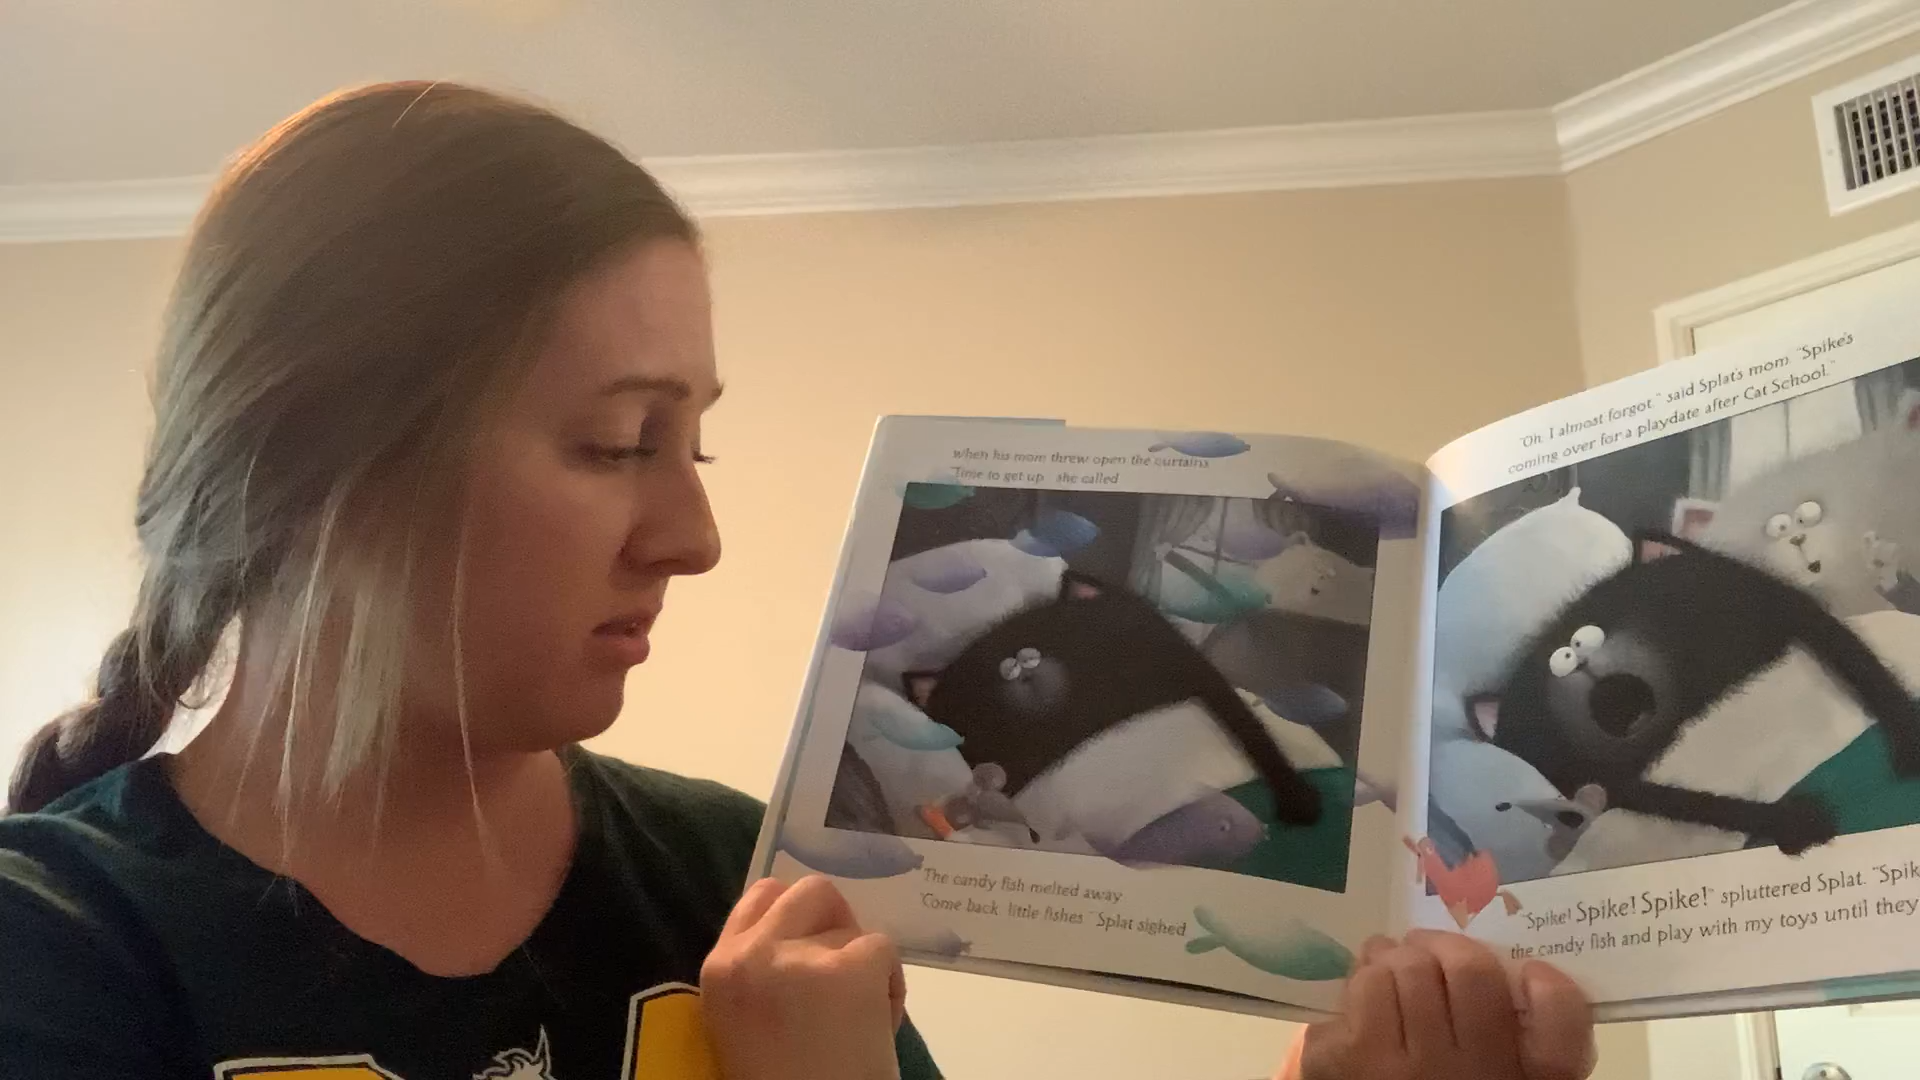 when his mom threw open the curtains
"Time to get up" she called
The candy fish melted away
"Come back little fishes" Splat sighed
"Oh, I almost forgot," said Splat's mom. "Spike's
coming over for a playdate after Cat School."
"Spike! Spike! Spike!" spluttered Splat.
the candy fish and play with my toys until they